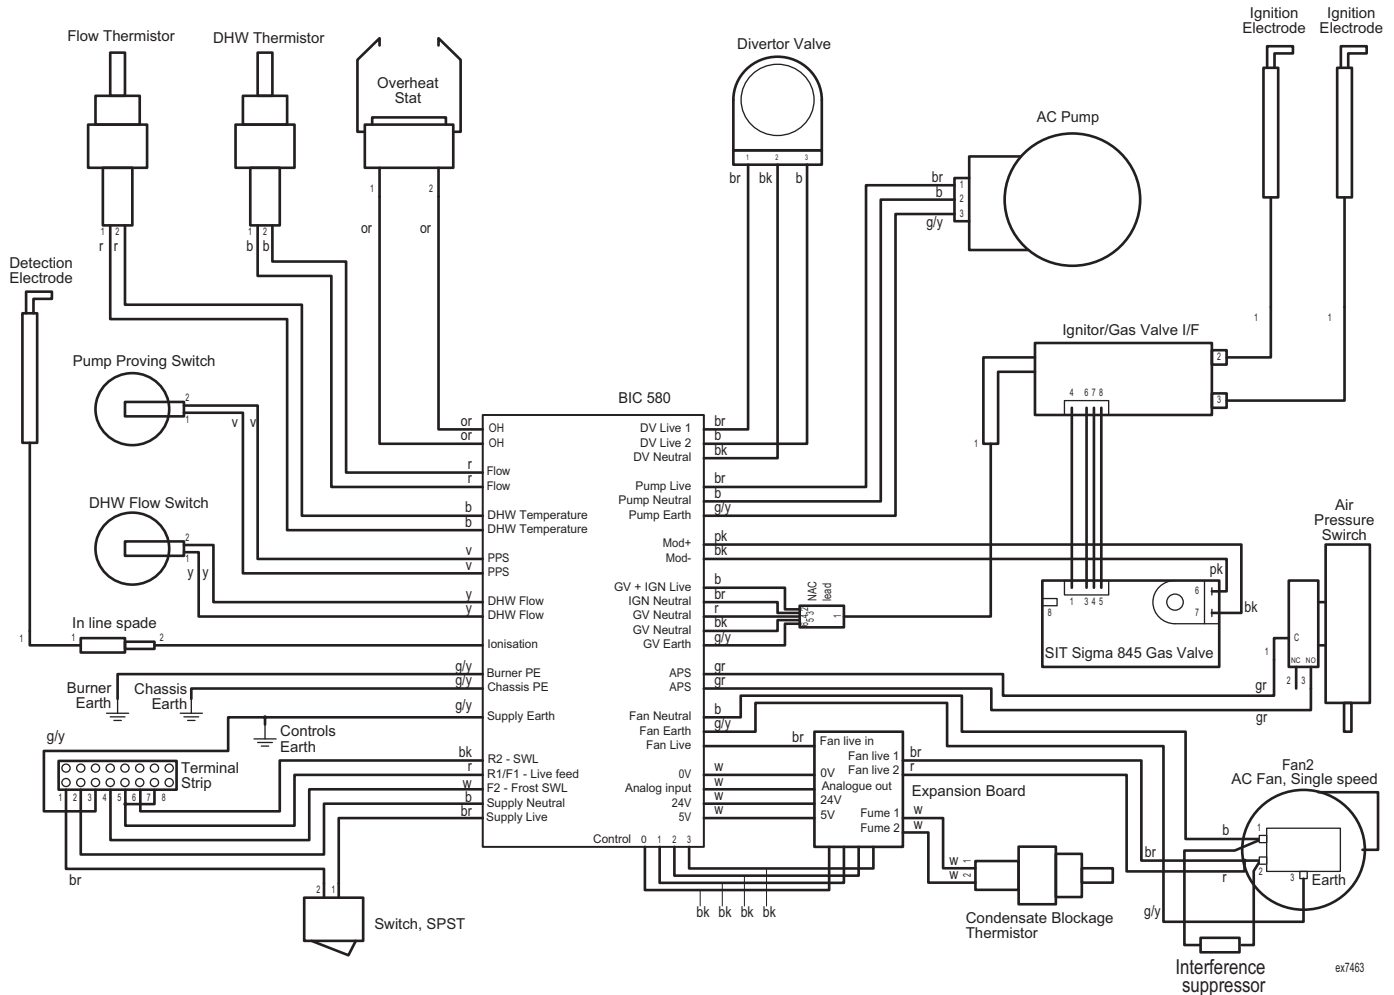 Flow Thermistor
DHW Thermistor
Overheat
Stat
Divertor Valve
AC Pump
Ignition
Electrode
Ignition
Electrode
1 2
r r
1 2
b b
1 2
or or
1 2 3
br bk b
br 1
b 2
g/y 3
1 1
Detection
Electrode
Pump Proving Switch
2
1
v v
DHW Flow Switch
2
1
y y
In line spade
1 1 2
Burner
Earth
Chassis
Earth
Controls
Earth
g/y
Terminal
Strip
1 2 3 4 5 6 7 8
br
2 1
Switch, SPST
BIC 580
or OH
or OH
r Flow
r Flow
b DHW Temperature
b DHW Temperature
v PPS
v PPS
y DHW Flow
y DHW Flow
Ionisation
g/y Burner PE
g/y Chassis PE
g/y Supply Earth
bk R2 - SWL
r R1/F1 - Live feed
w F2 - Frost SWL
b Supply Neutral
br Supply Live
DV Live 1 br
DV Live 2 b
DV Neutral bk
Pump Live br
Pump Neutral b
Pump Earth g/y
Mod+ pk
Mod- bk
GV + IGN Live b
IGN Neutral br
GV Neutral r
GV Neutral bk
GV Earth g/y
APS gr
APS gr
Fan Neutral b
Fan Earth g/y
Fan Live br
0V w
Analog input w
24V w
5V w
Control 0 1 2 3
bk bk bk bk
NAC
lead
1
Ignitor/Gas Valve I/F
2
3
4 6 7 8
1
1 3 4 5
8
6
7
pk
bk
SIT Sigma 845 Gas Valve
Air
Pressure
Swirch
C
NC NO
1
2 3
gr
gr
Fan live in
Fan live 1 br
Fan live 2 r
0V
Analogue out
24V
5V
Fume 1 w
Fume 2 w
Expansion Board
w 1
w 2
Condensate Blockage
Thermistor
Fan2
AC Fan, Single speed
b 1
br
2
r
3 Earth
g/y
Interference
suppressor
ex7463